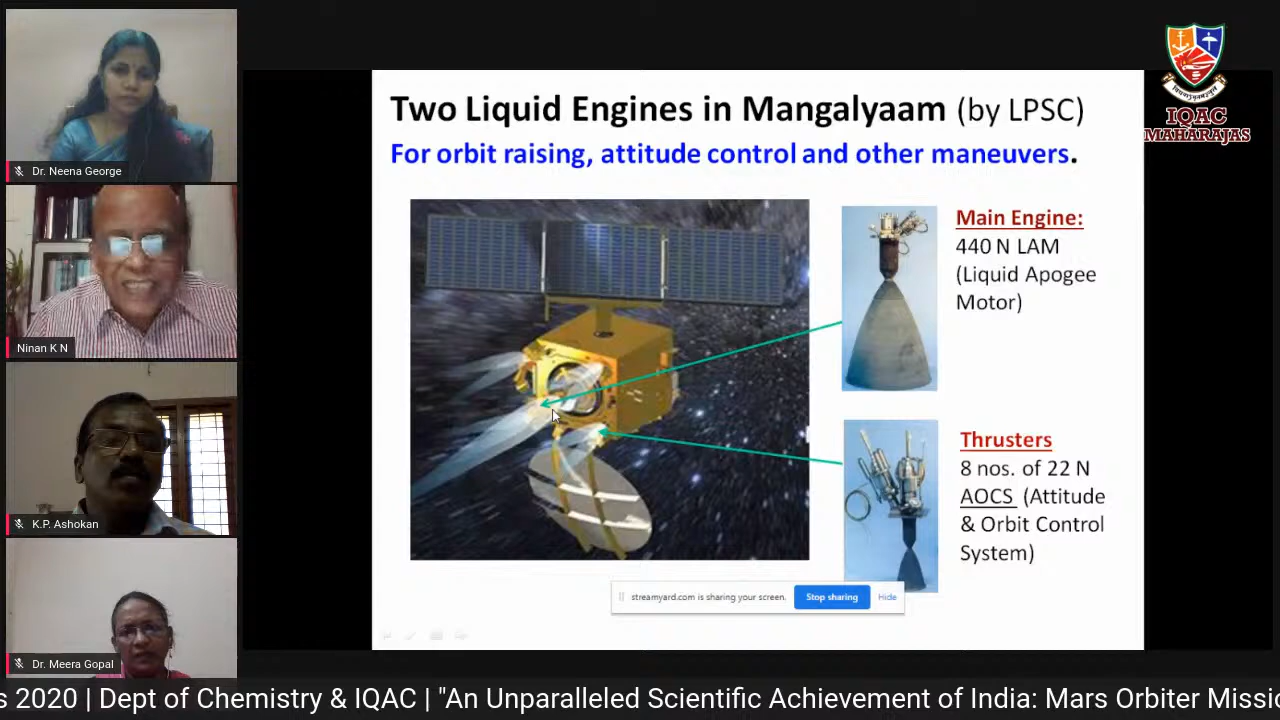 Dr. Neena George
Ninan K N
K.P. Ashokan
Dr. Meera Gopal
Two Liquid Engines in Mangalyaam (by LPSC)
For orbit raising, attitude control and other maneuvers.
Main Engine:
440 N LAM
(Liquid Apogee
Motor)
Thrusters
8 nos. of 22 N
AOCS (Attitude
& Orbit Control
System)
streamyard.com is sharing your screen.
Stop sharing
Hide
IQAC
MAHARAJAS
s 2020 | Dept of Chemistry & IQAC | "An Unparalleled Scientific Achievement of India: Mars Orbiter Missi